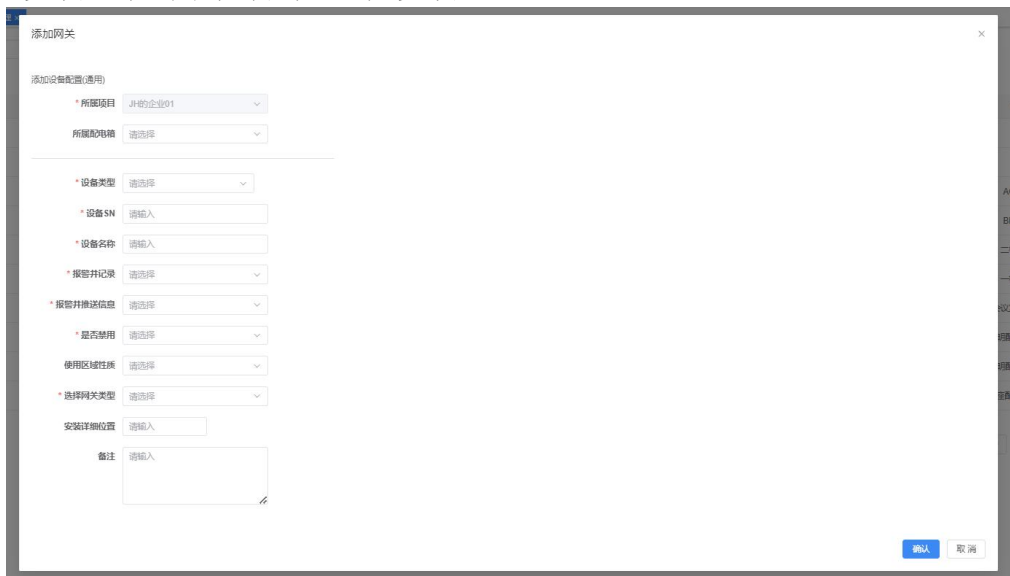 添加网关
添加设备配置(通用)
* 所属项目 JH的企业01
所属配电箱 请选择
* 设备类型 请选择
* 设备SN 请输入
* 设备名称 请输入
* 报警并记录 请选择
* 报警并推送信息 请选择
* 是否禁用 请选择
使用区域性质 请选择
* 选择网关类型 请选择
安装详细位置 请输入
备注 请输入
确认 取消